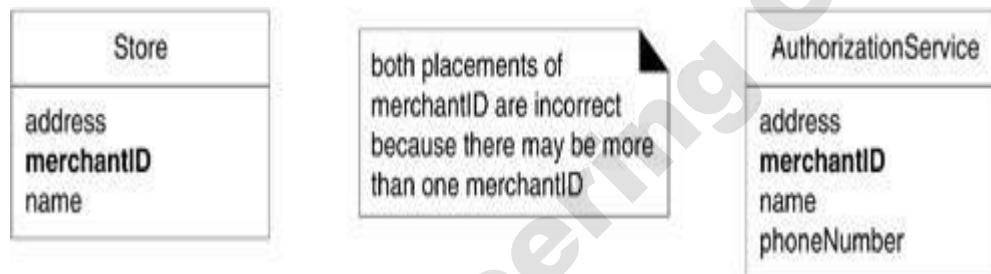 Store
address
merchantID
name
both placements of
merchantID are incorrect
because there may be more
than one merchantID
AuthorizationService
address
merchantID
name
phoneNumber